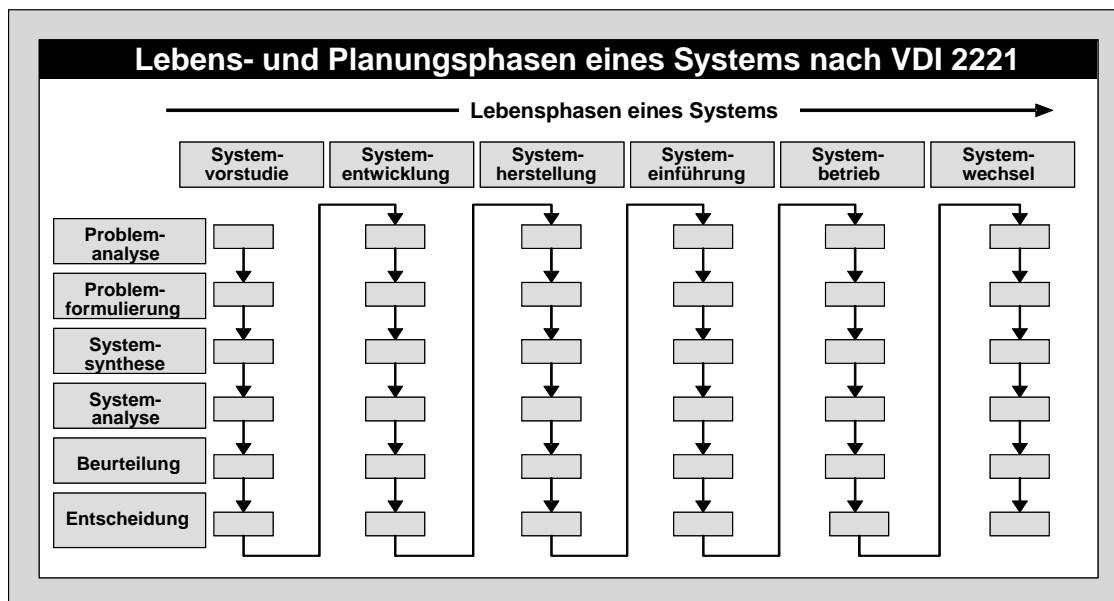 Lebens- und Planungsphasen eines Systems nach VDI 2221
Lebensphasen eines Systems
System-
vorstudie
System-
entwicklung
System-
herstellung
System-
einführung
System-
betrieb
System-
wechsel
Problem-
analyse
Problem-
formulierung
System-
synthese
System-
analyse
Beurteilung
Entscheidung